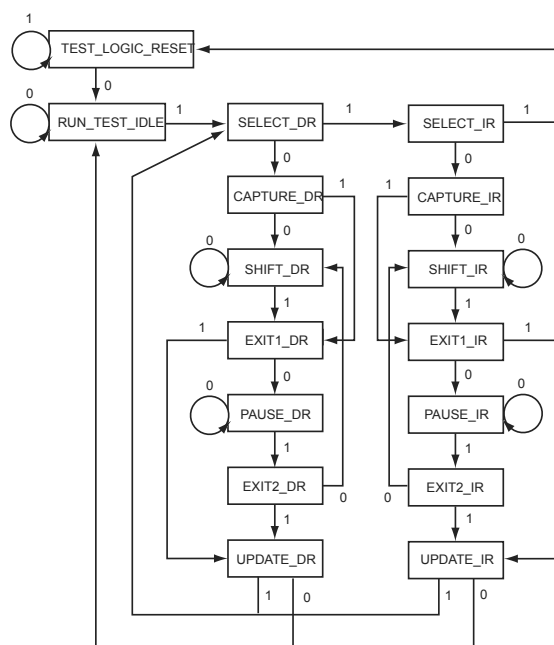 1
TEST_LOGIC_RESET
0
0
RUN_TEST_IDLE
1
SELECT_DR
1
SELECT_IR
1
0
0
CAPTURE_DR
1
1
CAPTURE_IR
0
0
0
SHIFT_DR
SHIFT_IR
0
1
1
1
EXIT1_DR
EXIT1_IR
1
0
0
0
PAUSE_DR
PAUSE_IR
0
1
1
EXIT2_DR
0
0
EXIT2_IR
1
1
UPDATE_DR
UPDATE_IR
1
0
1
0